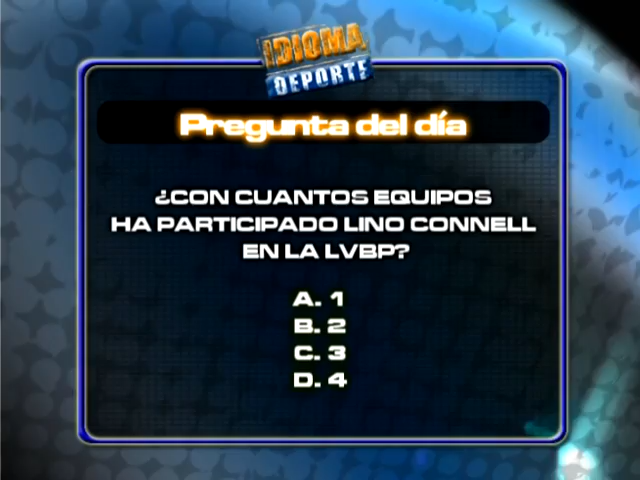 IDIOMA
DEPORTE
Pregunta del día
¿CON CUANTOS EQUIPOS
HA PARTICIPADO LINO CONNELL
EN LA LVBP?
A. 1
B. 2
C. 3
D. 4